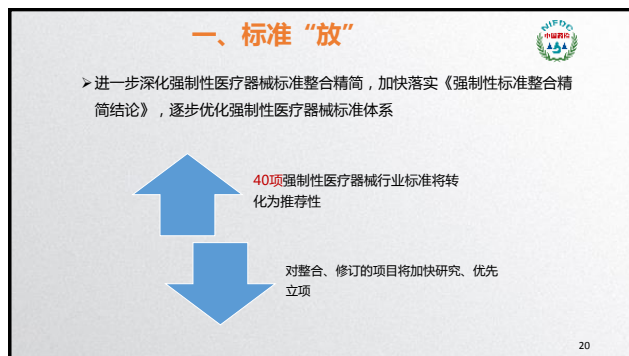 一、标准“放”
NIFDC
中国药检
➢进一步深化强制性医疗器械标准整合精简，加快落实《强制性标准整合精
简结论》，逐步优化强制性医疗器械标准体系
40项强制性医疗器械行业标准将转
化为推荐性
对整合、修订的项目将加快研究、优先
立项
20